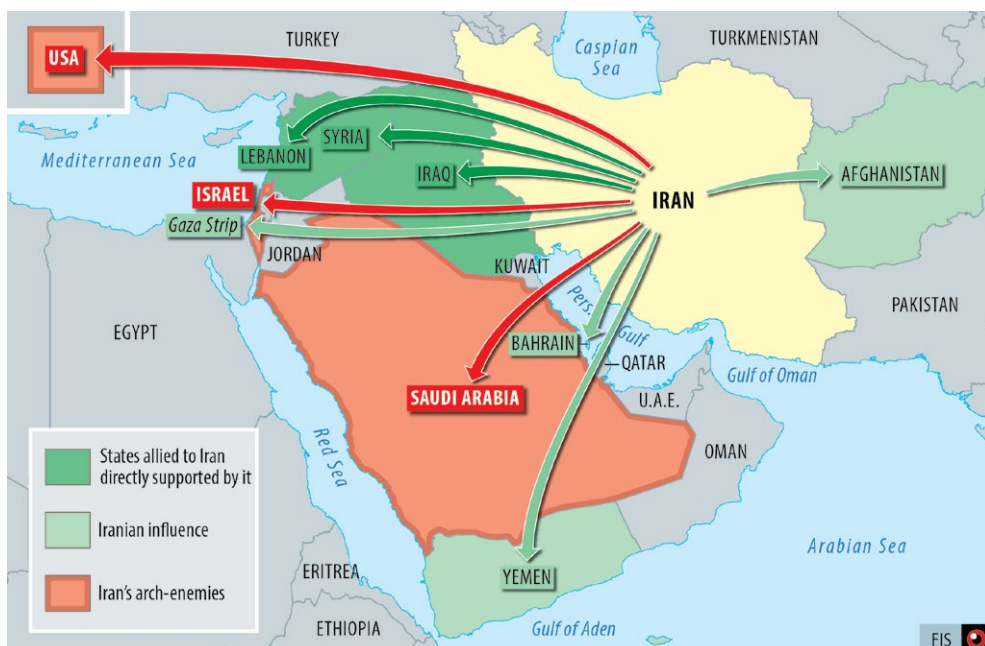 USA
TURKEY
Caspian
Sea
TURKMENISTAN
Mediterranean Sea
LEBANON
SYRIA
IRAQ
IRAN
AFGHANISTAN
ISRAEL
Gaza Strip
JORDAN
KUWAIT
PAKISTAN
EGYPT
Pers.
Gulf
BAHRAIN
QATAR
Gulf of Oman
SAUDI ARABIA
U.A.E.
OMAN
Red Sea
States allied to Iran
directly supported by it
Iranian influence
Iran's arch-enemies
ERITREA
YEMEN
Arabian Sea
ETHIOPIA
Gulf of Aden
FIS